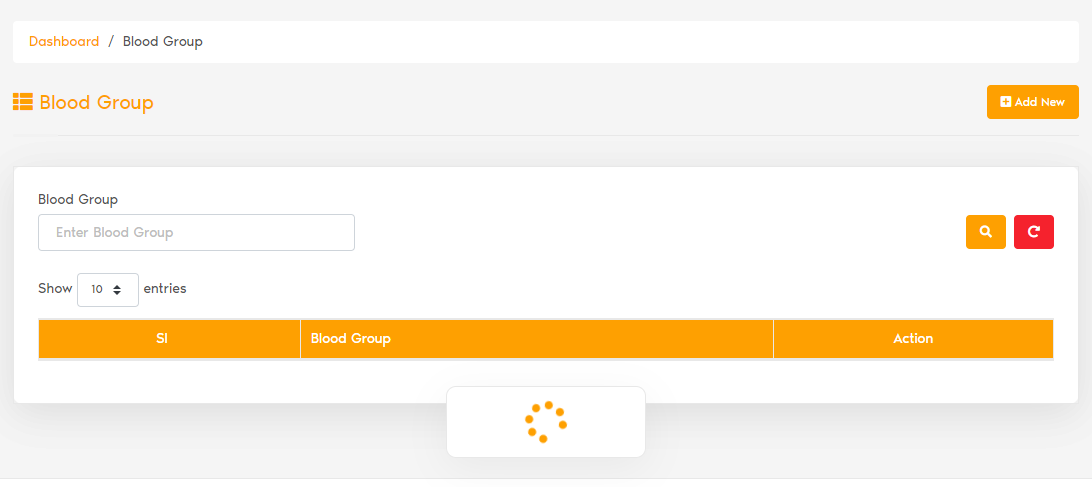 Dashboard / Blood Group
Blood Group
Add New
Blood Group
Enter Blood Group
Show 10 entries
Sl Blood Group Action